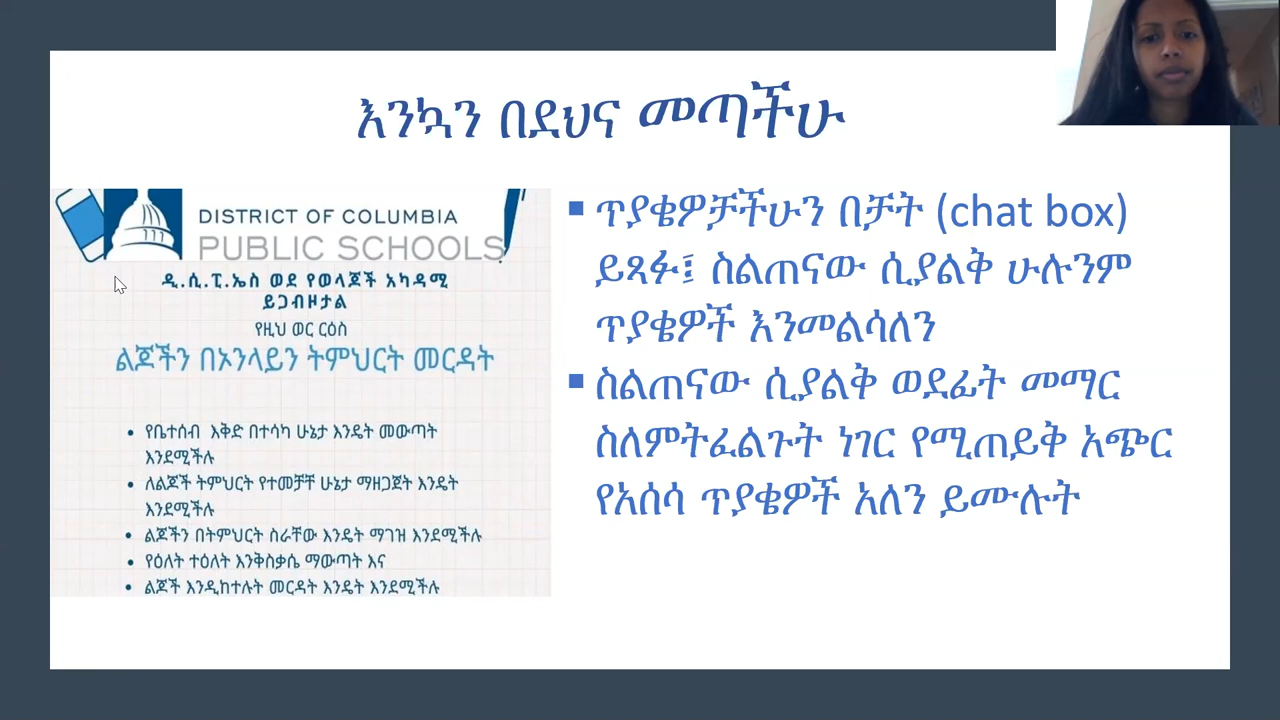 እንኳን በደህና መጣችሁ
DISTRICT OF COLUMBIA
PUBLIC SCHOOLS
ዲ.ሲ.ፒ.ኤስ ወደ የወላጆች አካዳሚ
ይጋብዞታል
የዚህ ወር ርዕስ
ልጆችን በኦንላይን ትምህርት መርዳት
• የቤተሰብ እቅድ በተሳካ ሁኔታ እንዴት መውጣት
እንደሚችሉ
• ለልጆች ትምህርት የተመቻቸ ሁኔታ ማዘጋጀት እንዴት
እንደሚችሉ
• ልጆችን በትምህርት ስራቸው እንዴት ማገዝ እንደሚችሉ
• የዕለት ተዕለት እንቅስቃሴ ማውጣት እና
• ልጆች እንዲከተሉት መርዳት እንዴት እንደሚችሉ
▪ ጥያቄዎቻችሁን በቻት (chat box)
ይጻፉ፤ ስልጠናው ሲያልቅ ሁሉንም
ጥያቄዎች እንመልሳለን
▪ ስልጠናው ሲያልቅ ወደፊት መማር
ስለምትፈልጉት ነገር የሚጠይቅ አጭር
የአሰሳ ጥያቄዎች አለን ይሙሉት